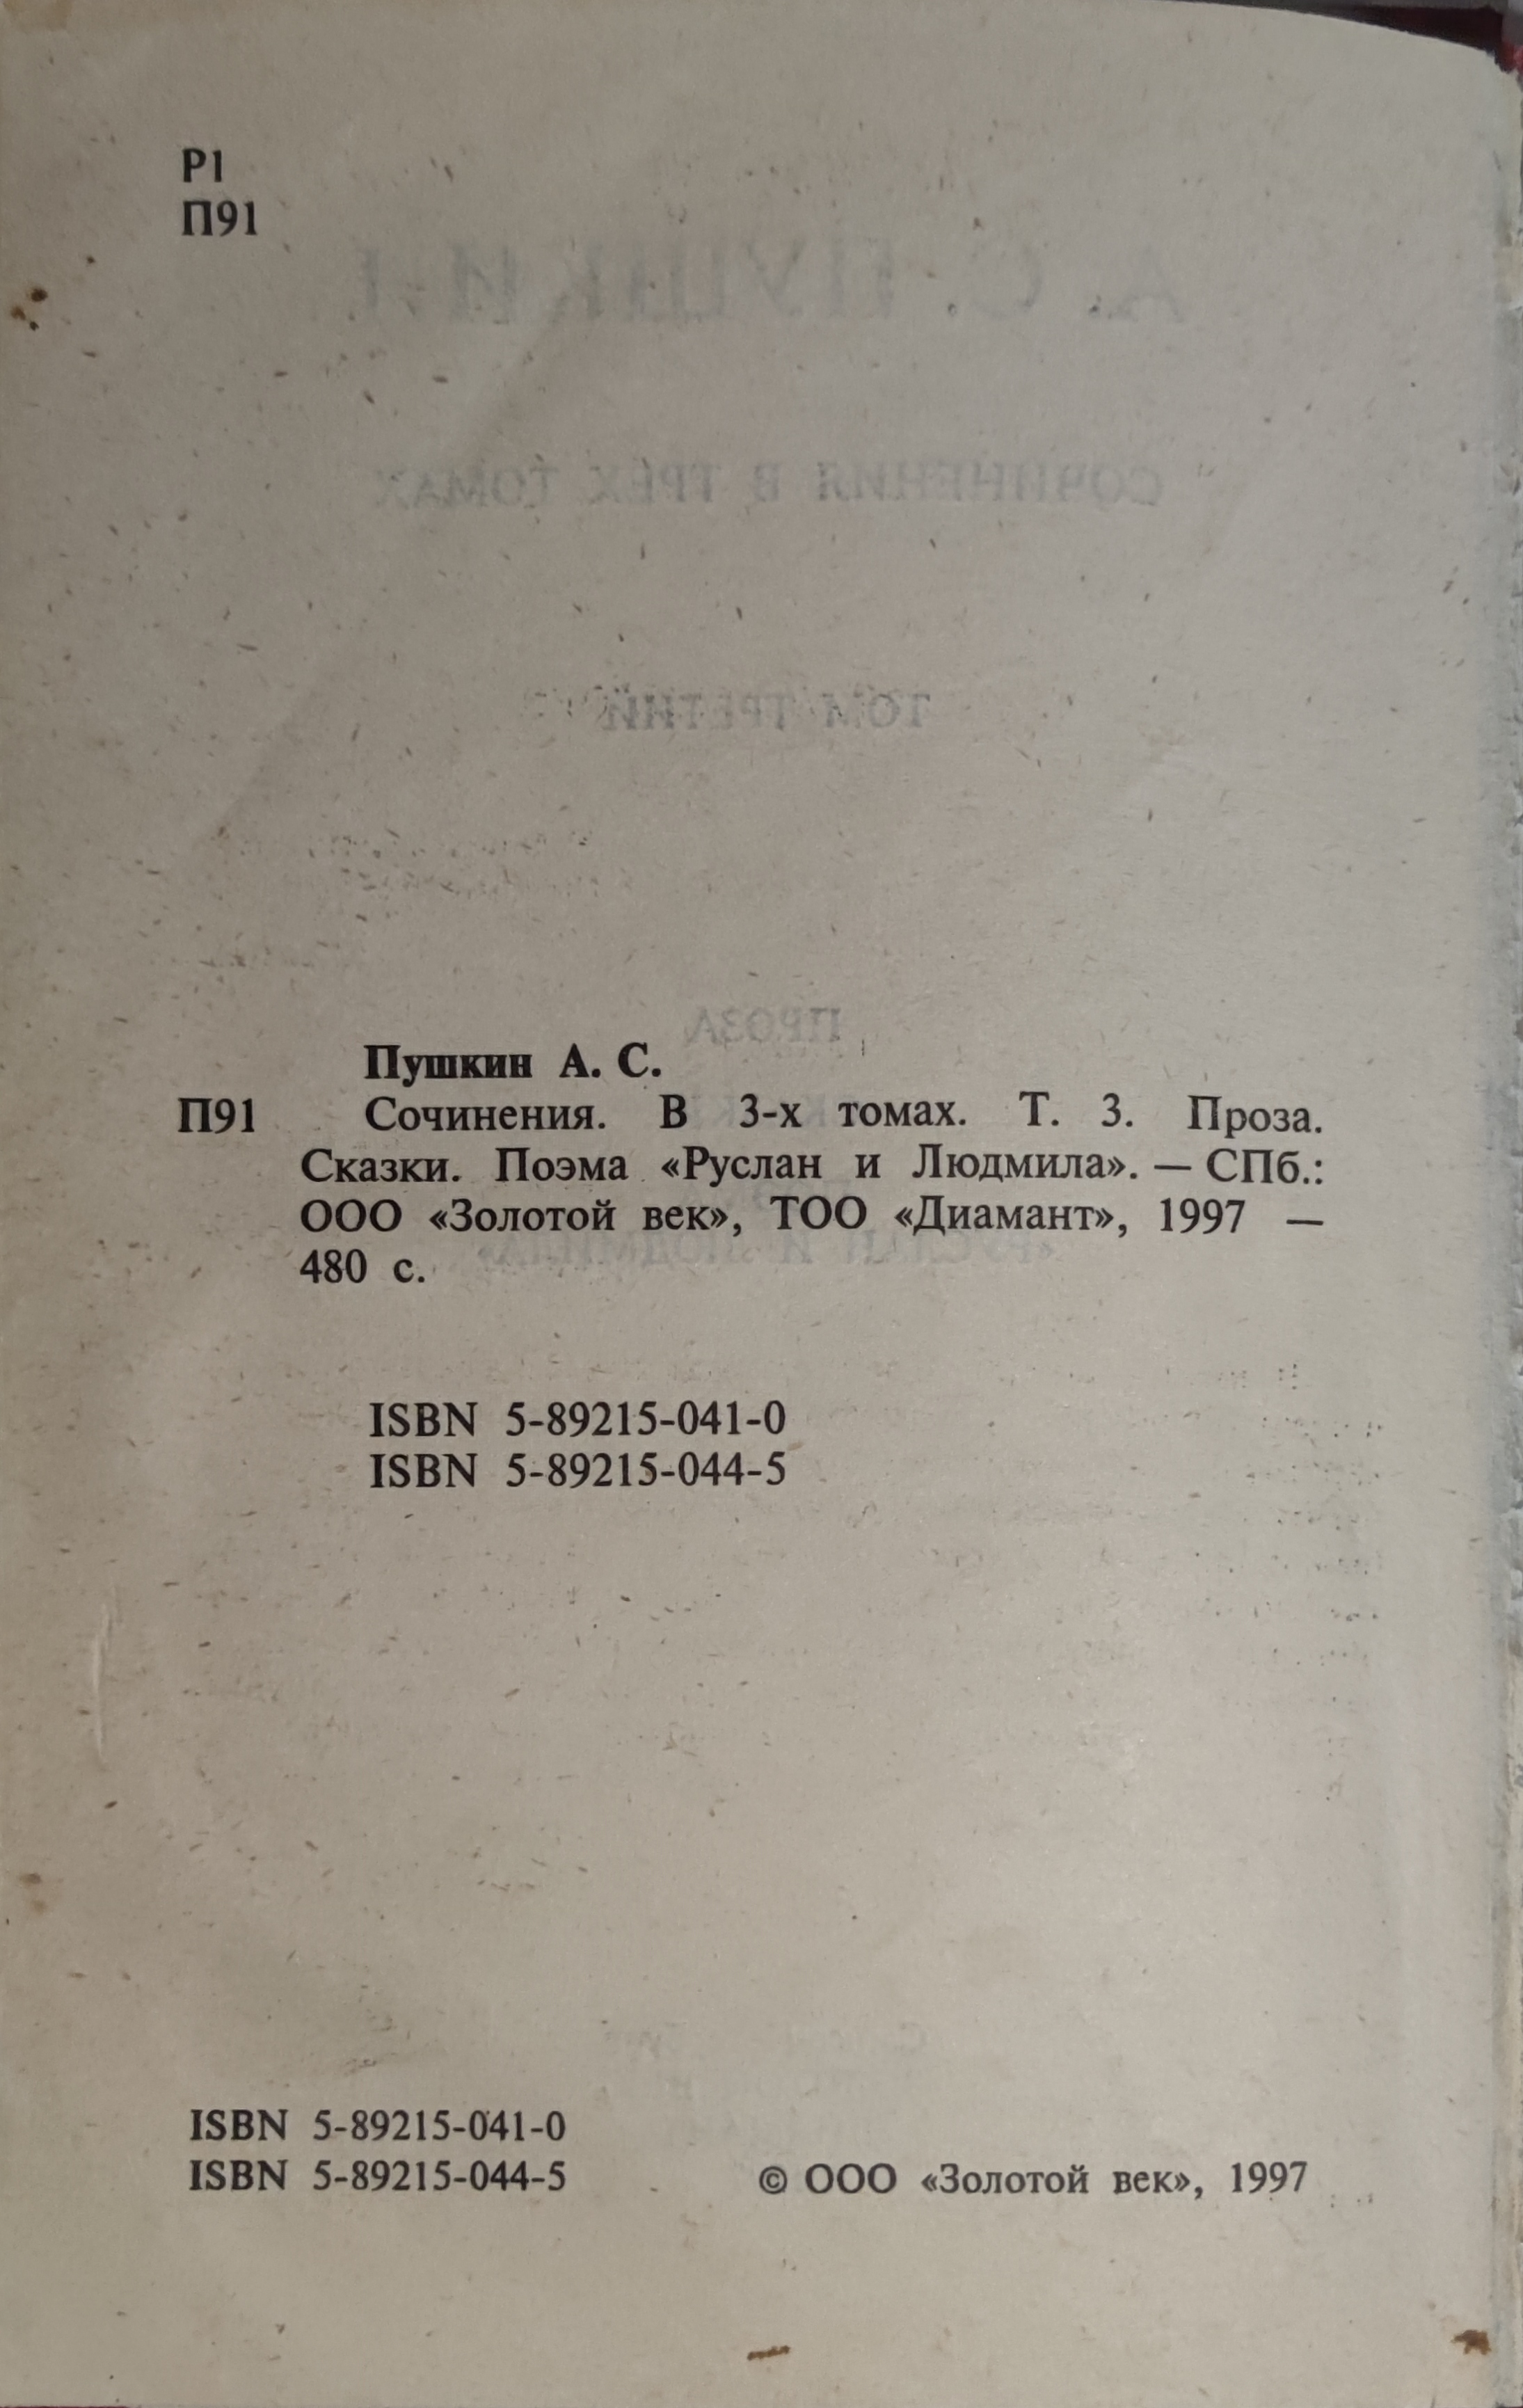 Р1
П91
Пушкин А. С.
П91 Сочинения. В 3-х томах. Т. 3. Проза.
Сказки. Поэма «Руслан и Людмила». — СПб.:
ООО «Золотой век», ТОО «Диамант», 1997 —
480 с.
ISBN 5-89215-041-0
ISBN 5-89215-044-5
ISBN 5-89215-041-0
ISBN 5-89215-044-5
© ООО «Золотой век», 1997